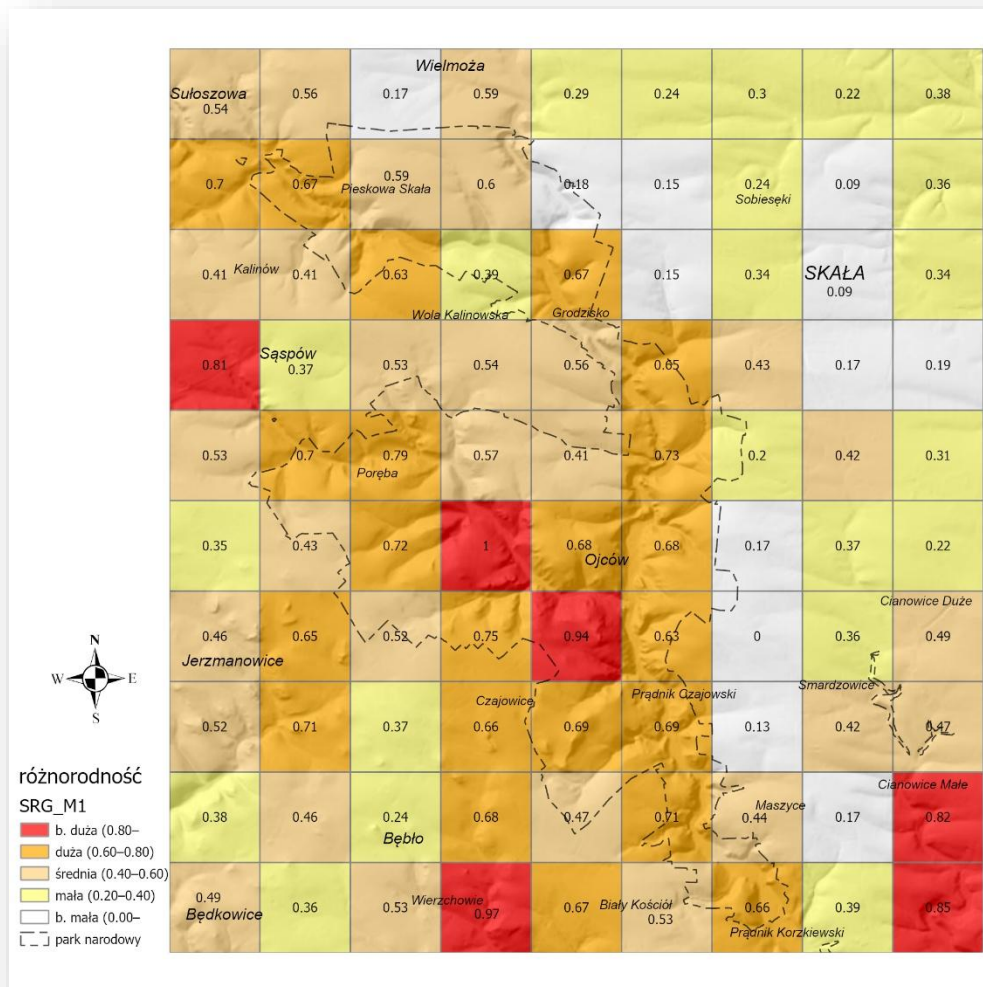 Wielmoża
Sułoszowa
0.54
0.56
0.17
0.59
0.29
0.24
0.3
0.22
0.38
0.7
0.67
0.59
Pieskowa Skała
0.6
0.18
0.15
0.24
Sobiesęki
0.09
0.36
0.41
Kalinów
0.41
0.63
0.39
0.67
0.15
0.34
SKAŁA
0.09
0.34
Wola Kalinowska
Grodzisko
0.81
Sąspów
0.37
0.53
0.54
0.56
0.65
0.43
0.17
0.19
0.53
0.7
0.79
Poręba
0.57
0.41
0.73
0.2
0.42
0.31
0.35
0.43
0.72
1
0.68
Ojców
0.68
0.17
0.37
0.22
Cianowice Duże
0.46
Jerzmanowice
0.65
0.52
0.75
0.94
0.63
0
0.36
0.49
N
W
E
S
Smardzowice
Prądnik Czajowski
Czajowice
0.52
0.71
0.37
0.66
0.69
0.69
0.13
0.42
0.47
różnorodność
SRG_M1
b. duża (0.80–
duża (0.60–0.80)
średnia (0.40–0.60)
mała (0.20–0.40)
b. mała (0.00–
park narodowy
Cianowice Małe
0.38
0.46
0.24
Bębło
0.68
0.47
0.71
Maszyce
0.44
0.17
0.82
0.49
Będkowice
0.36
0.53
Wierzchowie
0.97
0.67
Biały Kościół
0.53
0.66
Prądnik Korzkiewski
0.39
0.85